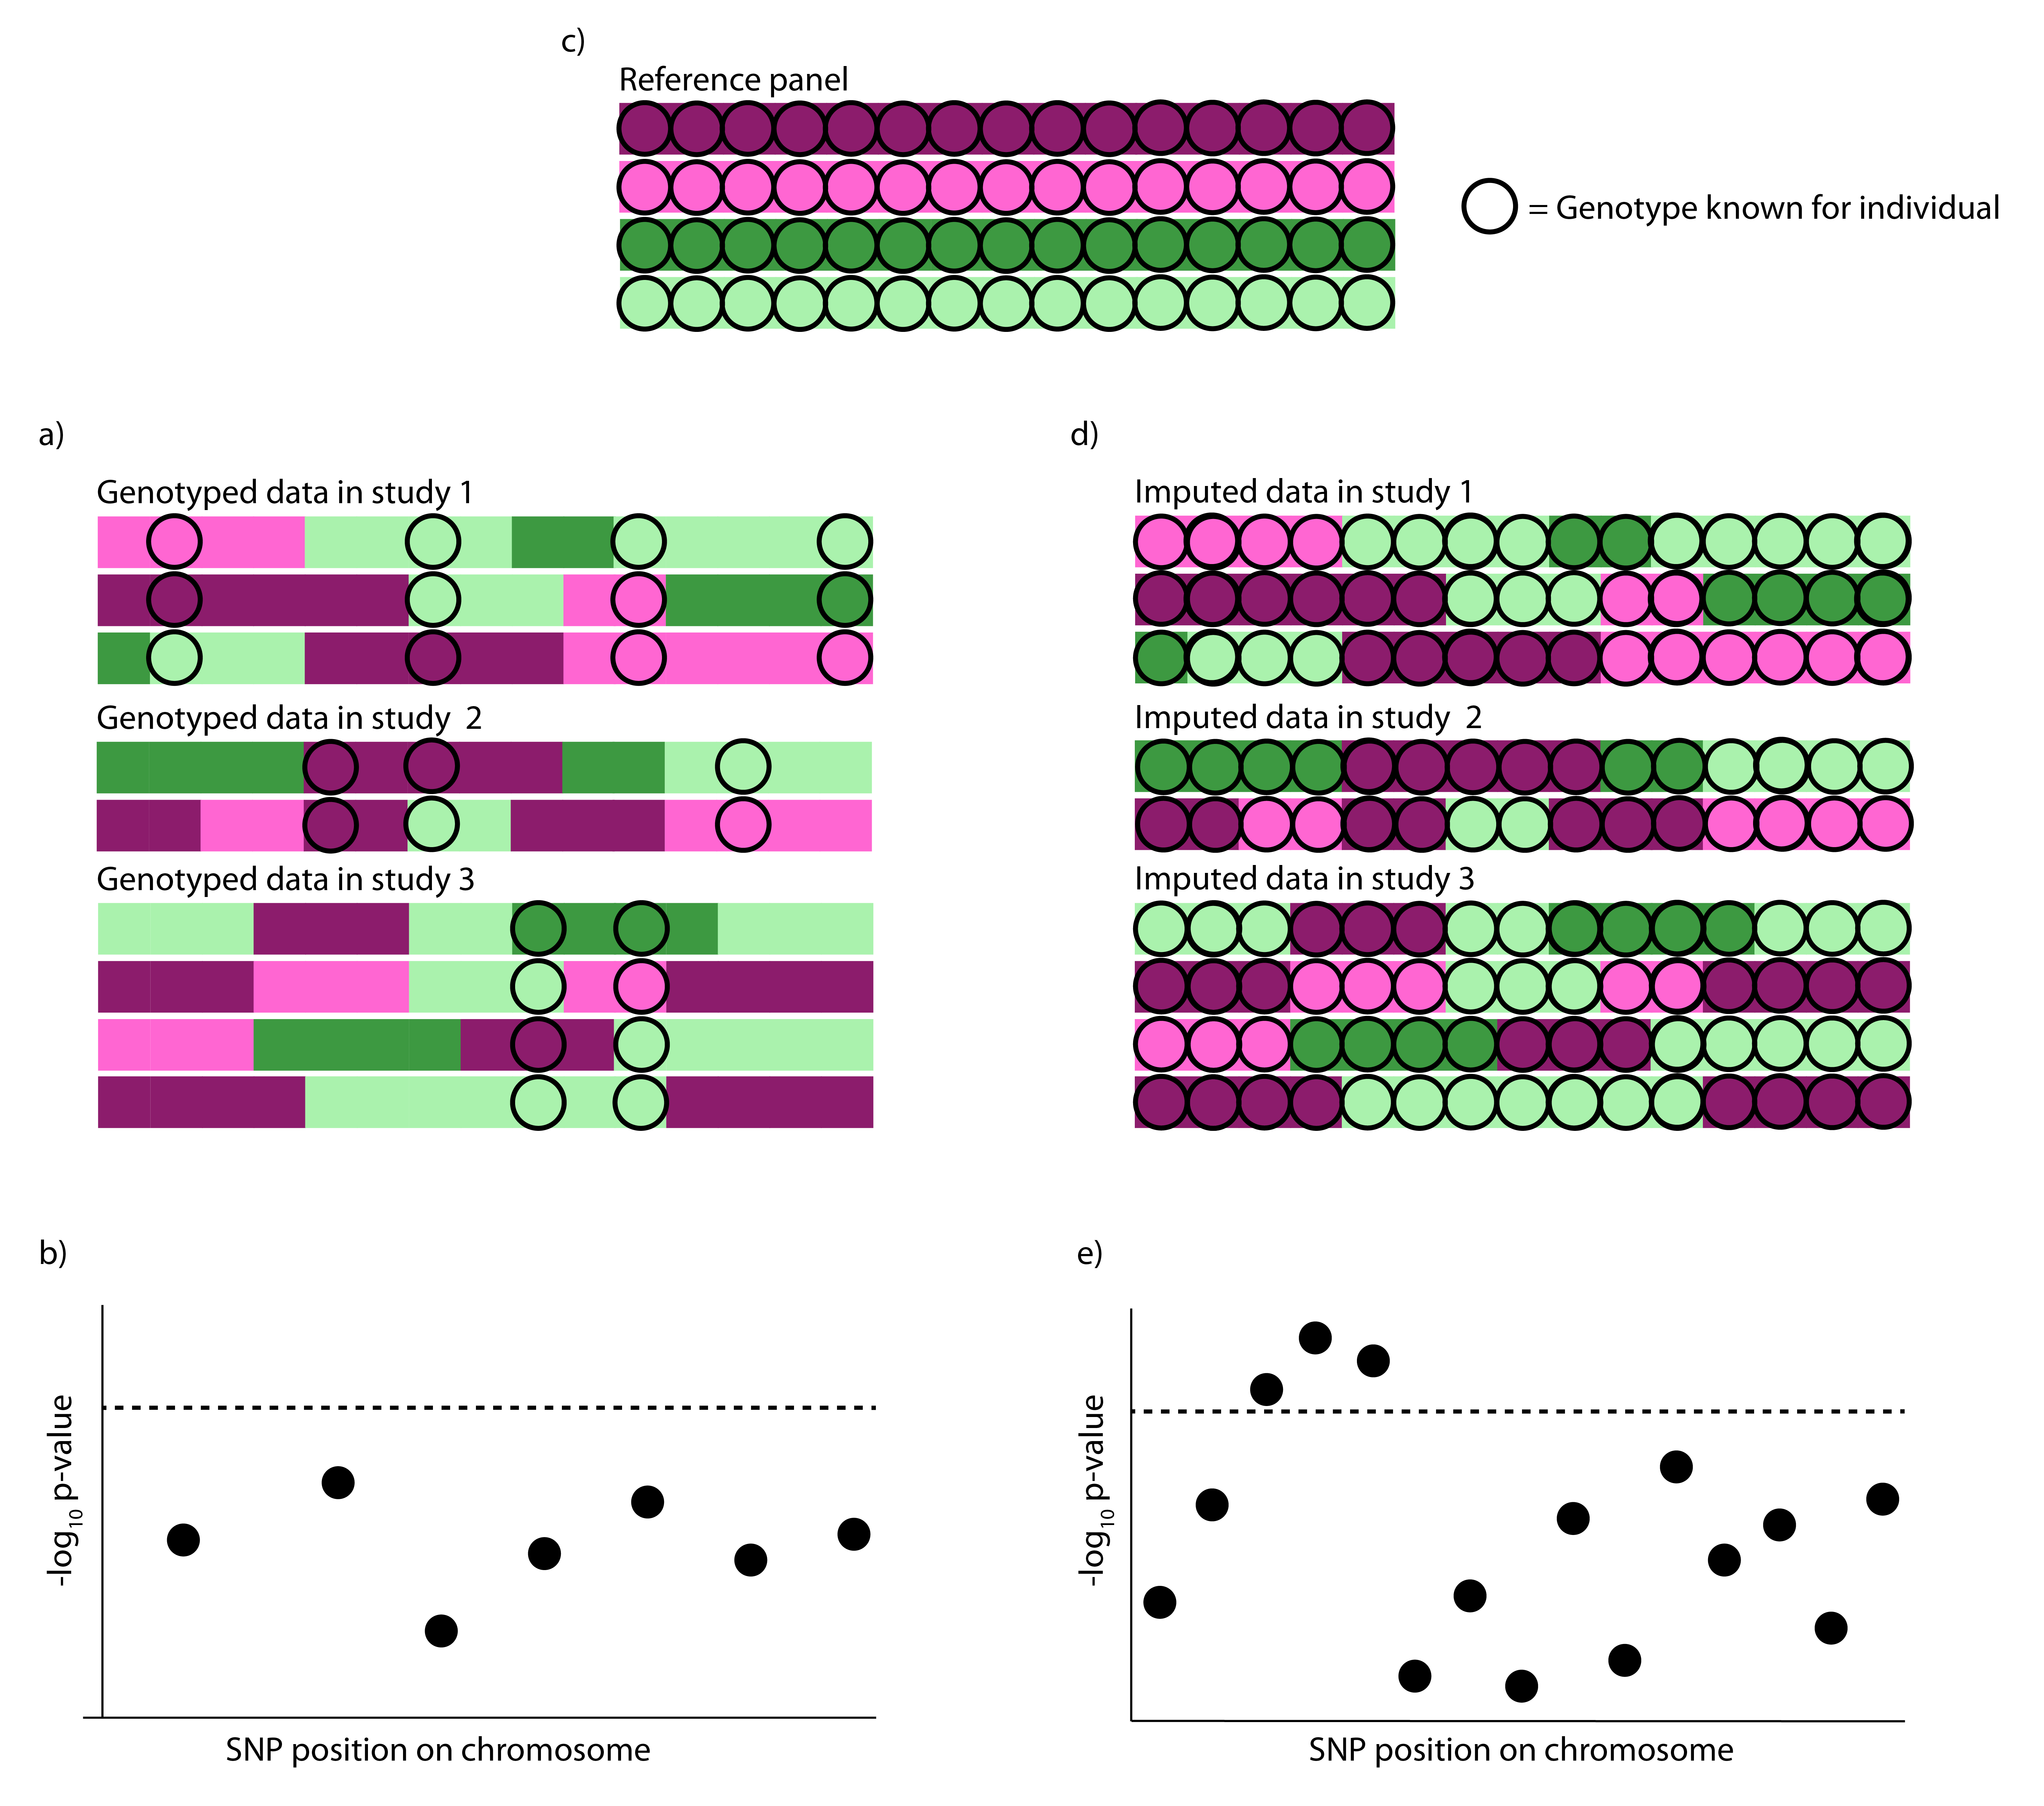 c)
Reference panel
= Genotype known for individual
a)
Genotyped data in study 1
Genotyped data in study  2
Genotyped data in study 3
d)
Imputed data in study 1
Imputed data in study  2
Imputed data in study 3
b)
-log10 p-value
SNP position on chromosome
e)
-log10 p-value
SNP position on chromosome